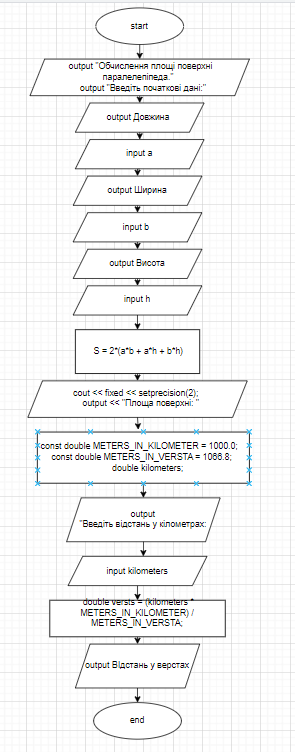 start
output "Обчислення площі поверхні
паралелепіпеда."
output "Введіть початкові дані:"
output Довжина
input a
output Ширина
input b
output Висота
input h
S = 2*(a*b + a*h + b*h)
cout << fixed << setprecision(2);
output << "Площа поверхні: "
const double METERS_IN_KILOMETER = 1000.0;
const double METERS_IN_VERSTA = 1066.8;
double kilometers;
output
"Введіть відстань у кілометрах:
input kilometers
double versts = (kilometers *
METERS_IN_KILOMETER) /
METERS_IN_VERSTA;
output Відстань у верстах
end